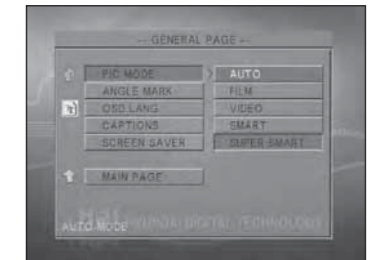 -- GENERAL PAGE --
PIC MODE
AUTO
ANGLE MARK
FILM
OSD LANG
VIDEO
CAPTIONS
SMART
SCREEN SAVER
SUPER SMART
MAIN PAGE
HYUNDAI DIGITAL TECHNOLOGY
AUTO MODE